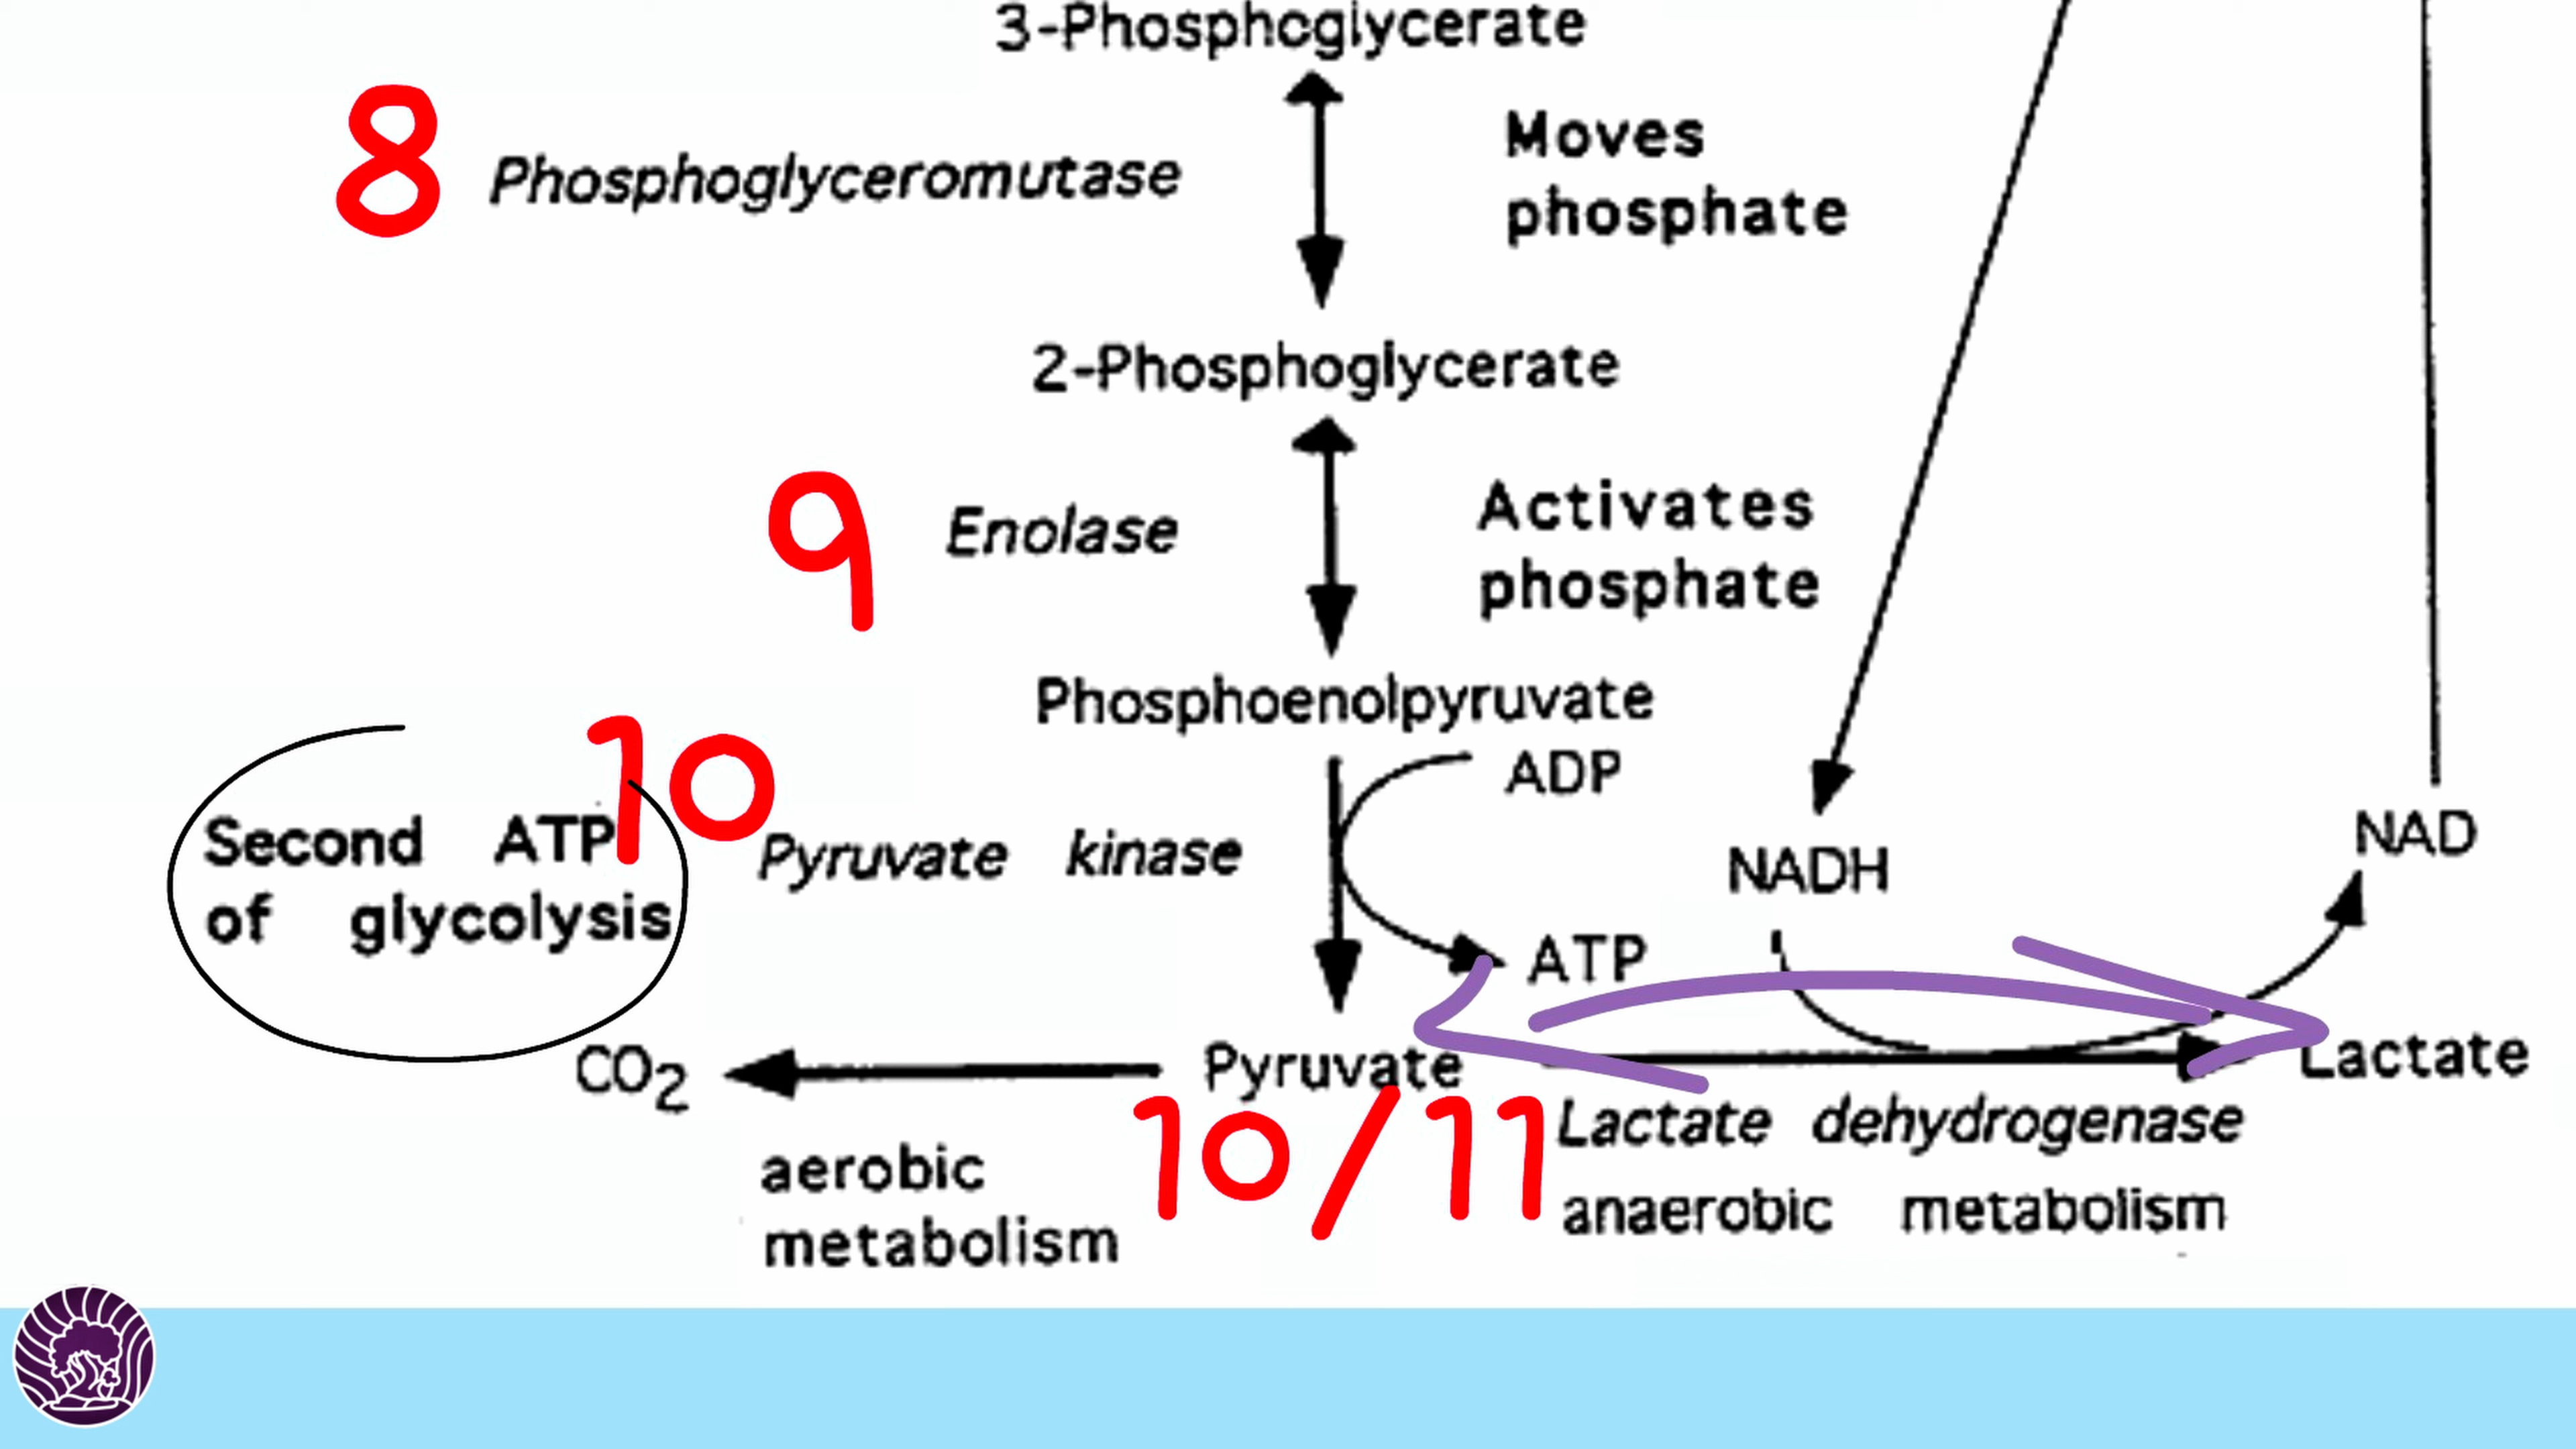 3-Phosphoglycerate
8
Phosphoglyceromutase
Moves
phosphate
2-Phosphoglycerate
9
Enolase
Activates
phosphate
Phosphoenolpyruvate
10
Second ATP
of glycolysis
Pyruvate kinase
ADP
NADH
NAD
ATP
CO2
Pyruvate
Lactate
10/11
Lactate dehydrogenase
anaerobic metabolism
aerobic
metabolism